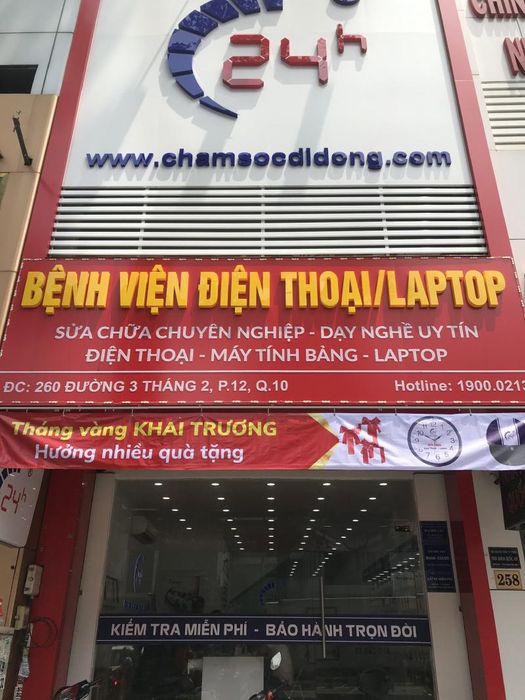 24h
www.chamsocdidong.com
BỆNH VIỆN ĐIỆN THOẠI/LAPTOP
SỬA CHỮA CHUYÊN NGHIỆP - DẠY NGHỀ UY TÍN
ĐIỆN THOẠI - MÁY TÍNH BẢNG - LAPTOP
ĐC: 260 ĐƯỜNG 3 THÁNG 2, P.12, Q.10
Hotline: 1900.0213
Tháng vàng KHAI TRƯƠNG
Hưởng nhiều quà tặng
24h
258
KIỂM TRA MIỄN PHÍ - BẢO HÀNH TRỌN ĐỜI